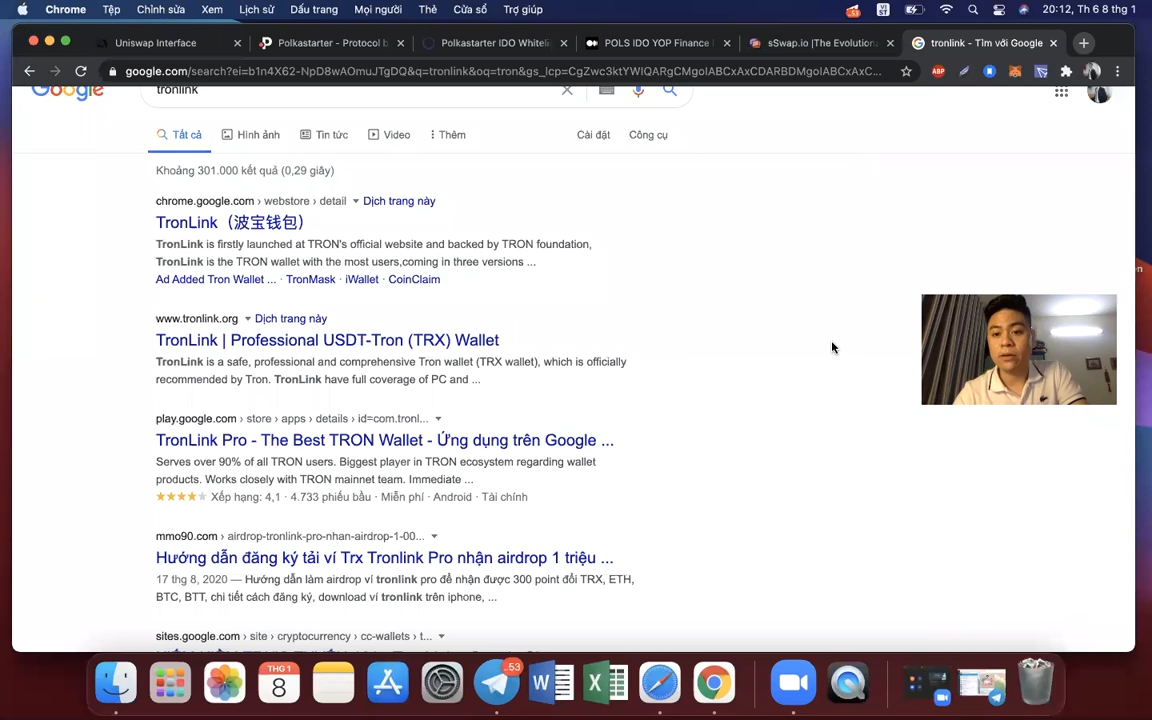 Chrome Tệp Chỉnh sửa Xem Lịch sử Dấu trang Mọi người Thẻ Cửa sổ Trợ giúp VI ST 20:12, Th 6 8 thg 1
Uniswap Interface Polkastarter - Protocol b Polkastarter IDO Whiteli POLS IDO YOP Finance sSwap.io |The Evolution tronlink - Tìm với Google
google.com/search?ei=b1n4X62-NpD8wAOmuJTgDQ&q=tronlink&oq=tron&gs_lcp=CgZwc3ktYWIQARgCMgoIABCxAxCDARBDMgoIABCxAxC... ABP
Google tronlink
Tất cả Hình ảnh Tin tức Video Thêm Cài đặt Công cụ
Khoảng 301.000 kết quả (0,29 giây)
chrome.google.com › webstore › detail Dịch trang này
TronLink（波宝钱包）
TronLink is firstly launched at TRON's official website and backed by TRON foundation,
TronLink is the TRON wallet with the most users,coming in three versions ...
Ad Added Tron Wallet ... · TronMask · iWallet · CoinClaim
www.tronlink.org Dịch trang này
TronLink | Professional USDT-Tron (TRX) Wallet
TronLink is a safe, professional and comprehensive Tron wallet (TRX wallet), which is officially
recommended by Tron. TronLink have full coverage of PC and ...
play.google.com › store › apps › details › id=com.tronl...
TronLink Pro - The Best TRON Wallet - Ứng dụng trên Google ...
Serves over 90% of all TRON users. Biggest player in TRON ecosystem regarding wallet
products. Works closely with TRON mainnet team. Immediate ...
Xếp hạng: 4,1 · 4.733 phiếu bầu · Miễn phí · Android · Tài chính
mmo90.com › airdrop-tronlink-pro-nhan-airdrop-1-00...
Hướng dẫn đăng ký tải ví Trx Tronlink Pro nhận airdrop 1 triệu ...
17 thg 8, 2020 — Hướng dẫn làm airdrop ví tronlink pro để nhận được 300 point đổi TRX, ETH,
BTC, BTT, chi tiết cách đăng ký, download ví tronlink trên iphone, ...
sites.google.com › site › cryptocurrency › cc-wallets › t...
THG 1
8
..53
W
X